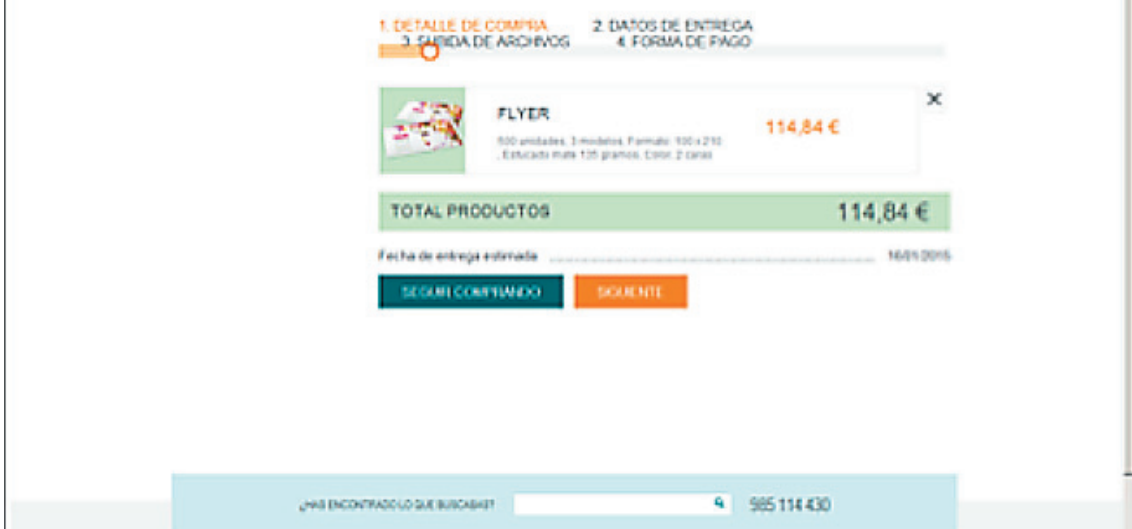 1. DETALLE DE COMPRA 2. DATOS DE ENTREGA
3. SUBIDA DE ARCHIVOS 4. FORMA DE PAGO
FLYER
114,84 €
500 unidades, 3 modelos, Formato: 100 x 210
, Estucado mate 135 gramos, Color: 2 caras
TOTAL PRODUCTOS 114,84 €
Fecha de entrega estimada 16/01/2015
SEGUIR COMPRANDO SIGUIENTE
¿HAS ENCONTRADO LO QUE BUSCABAS? 985 114 430